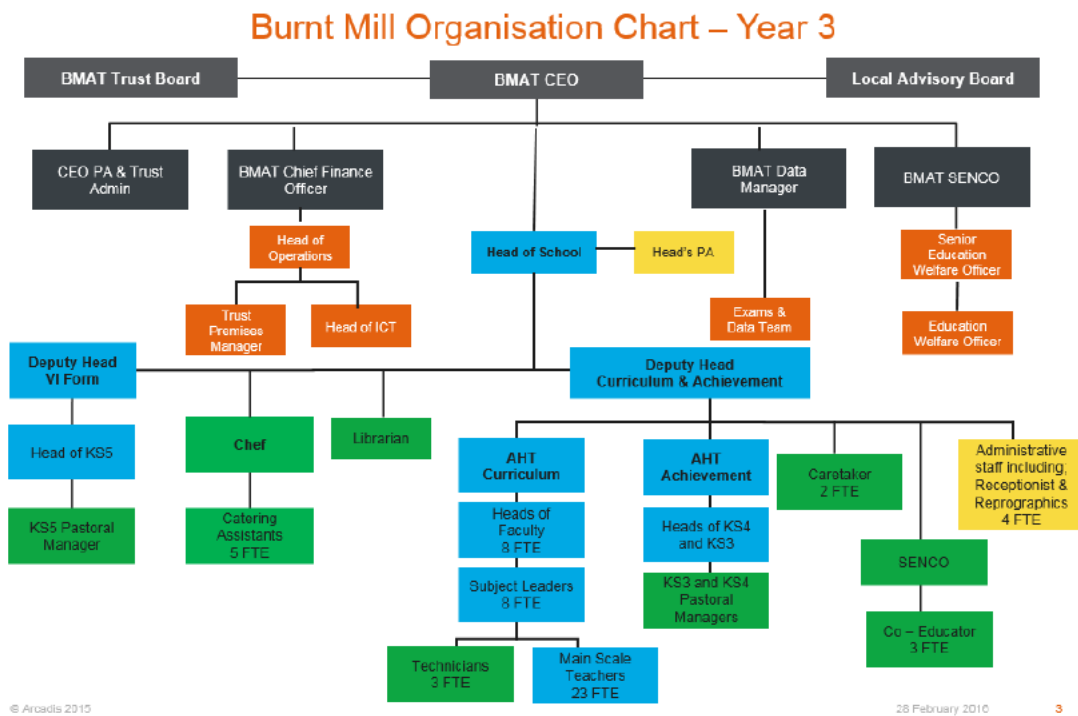 Burnt Mill Organisation Chart – Year 3
BMAT Trust Board
BMAT CEO
Local Advisory Board
CEO PA & Trust
Admin
BMAT Chief Finance
Officer
BMAT Data
Manager
BMAT SENCO
Head of
Operations
Head of School
Head's PA
Senior
Education
Welfare Officer
Trust
Premises
Manager
Head of ICT
Exams &
Data Team
Education
Welfare Officer
Deputy Head
VI Form
Deputy Head
Curriculum & Achievement
Head of KS5
Chef
Librarian
AHT
Curriculum
AHT
Achievement
Caretaker
2 FTE
Administrative
staff including;
Receptionist &
Reprographics
4 FTE
KS5 Pastoral
Manager
Catering
Assistants
5 FTE
Heads of
Faculty
8 FTE
Heads of KS4
and KS3
SENCO
Subject Leaders
8 FTE
KS3 and KS4
Pastoral
Managers
Co – Educator
3 FTE
Technicians
3 FTE
Main Scale
Teachers
23 FTE
© Arcadis 2015
28 February 2016
3